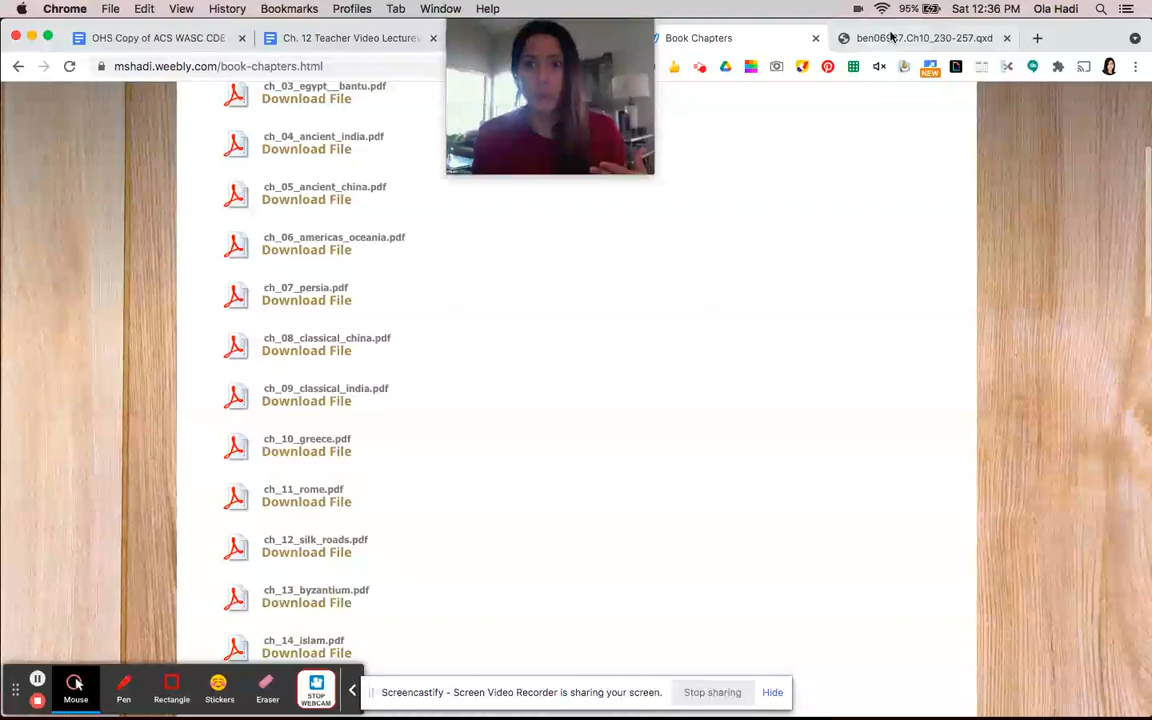 Chrome File Edit View History Bookmarks Profiles Tab Window Help 95% Sat 12:36 PM Ola Hadi
OHS Copy of ACS WASC CDE Ch. 12 Teacher Video Lecture Book Chapters ben06937.Ch10_230-257.qxd
mshadi.weebly.com/book-chapters.html NEW
ch_03_egypt__bantu.pdf
Download File
ch_04_ancient_india.pdf
Download File
ch_05_ancient_china.pdf
Download File
ch_06_americas_oceania.pdf
Download File
ch_07_persia.pdf
Download File
ch_08_classical_china.pdf
Download File
ch_09_classical_india.pdf
Download File
ch_10_greece.pdf
Download File
ch_11_rome.pdf
Download File
ch_12_silk_roads.pdf
Download File
ch_13_byzantium.pdf
Download File
ch_14_islam.pdf
Download File
Mouse Pen Rectangle Stickers Eraser STOP WEBCAM
Screencastify - Screen Video Recorder is sharing your screen. Stop sharing Hide